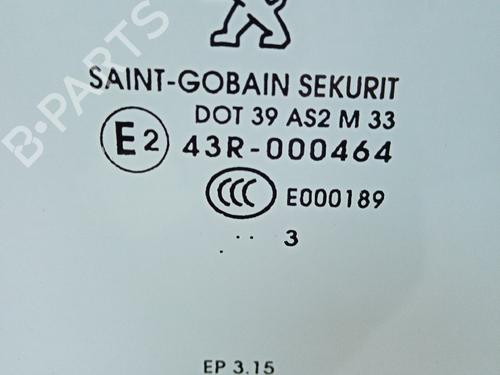 B-PARTS
SAINT-GOBAIN SEKURIT
DOT 39 AS2 M 33
E2 43R-000464
CCC E000189
.. 3
EP 3.15